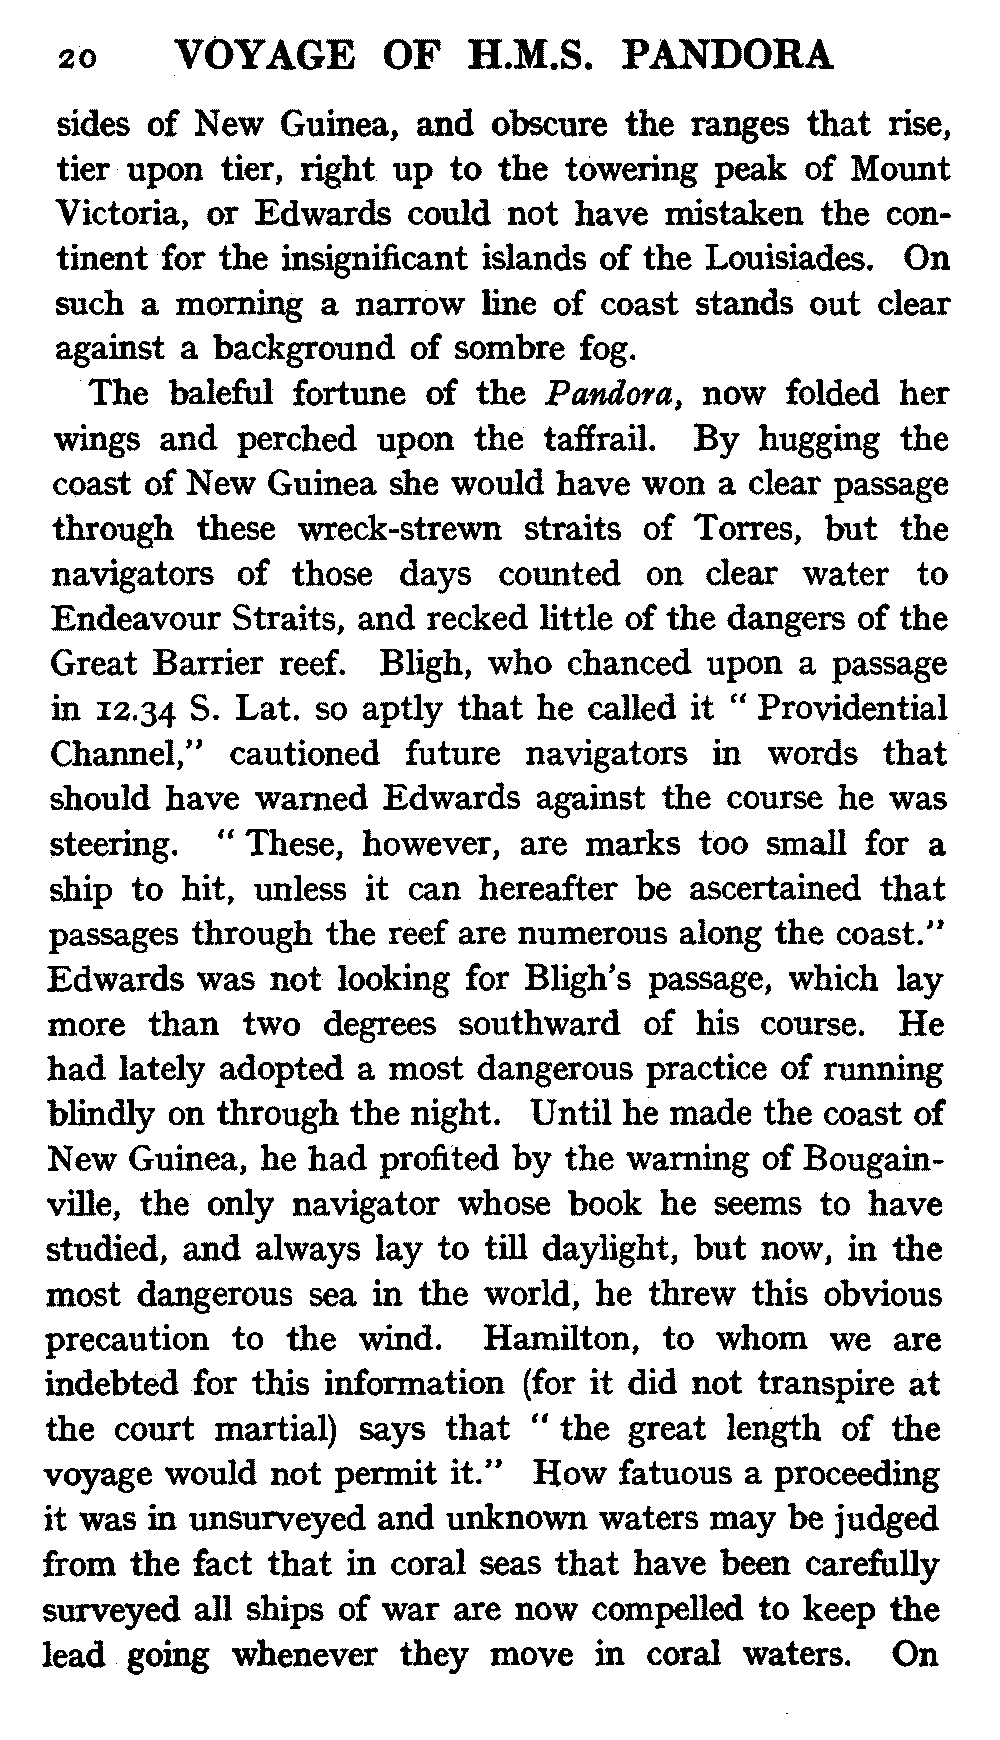 20 VOYAGE OF H.M.S. PANDORA
sides of New Guinea, and obscure the ranges that rise,
tier upon tier, right up to the towering peak of Mount
Victoria, or Edwards could not have mistaken the con-
tinent for the insignificant islands of the Louisiades. On
such a morning a narrow line of coast stands out clear
against a background of sombre fog.
The baleful fortune of the Pandora, now folded her
wings and perched upon the taffrail. By hugging the
coast of New Guinea she would have won a clear passage
through these wreck-strewn straits of Torres, but the
navigators of those days counted on clear water to
Endeavour Straits, and recked little of the dangers of the
Great Barrier reef. Bligh, who chanced upon a passage
in 12.34 S. Lat. so aptly that he called it " Providential
Channel," cautioned future navigators in words that
should have warned Edwards against the course he was
steering. " These, however, are marks too small for a
ship to hit, unless it can hereafter be ascertained that
passages through the reef are numerous along the coast."
Edwards was not looking for Bligh's passage, which lay
more than two degrees southward of his course. He
had lately adopted a most dangerous practice of running
blindly on through the night. Until he made the coast of
New Guinea, he had profited by the warning of Bougain-
ville, the only navigator whose book he seems to have
studied, and always lay to till daylight, but now, in the
most dangerous sea in the world, he threw this obvious
precaution to the wind. Hamilton, to whom we are
indebted for this information (for it did not transpire at
the court martial) says that " the great length of the
voyage would not permit it." How fatuous a proceeding
it was in unsurveyed and unknown waters may be judged
from the fact that in coral seas that have been carefully
surveyed all ships of war are now compelled to keep the
lead going whenever they move in coral waters. On